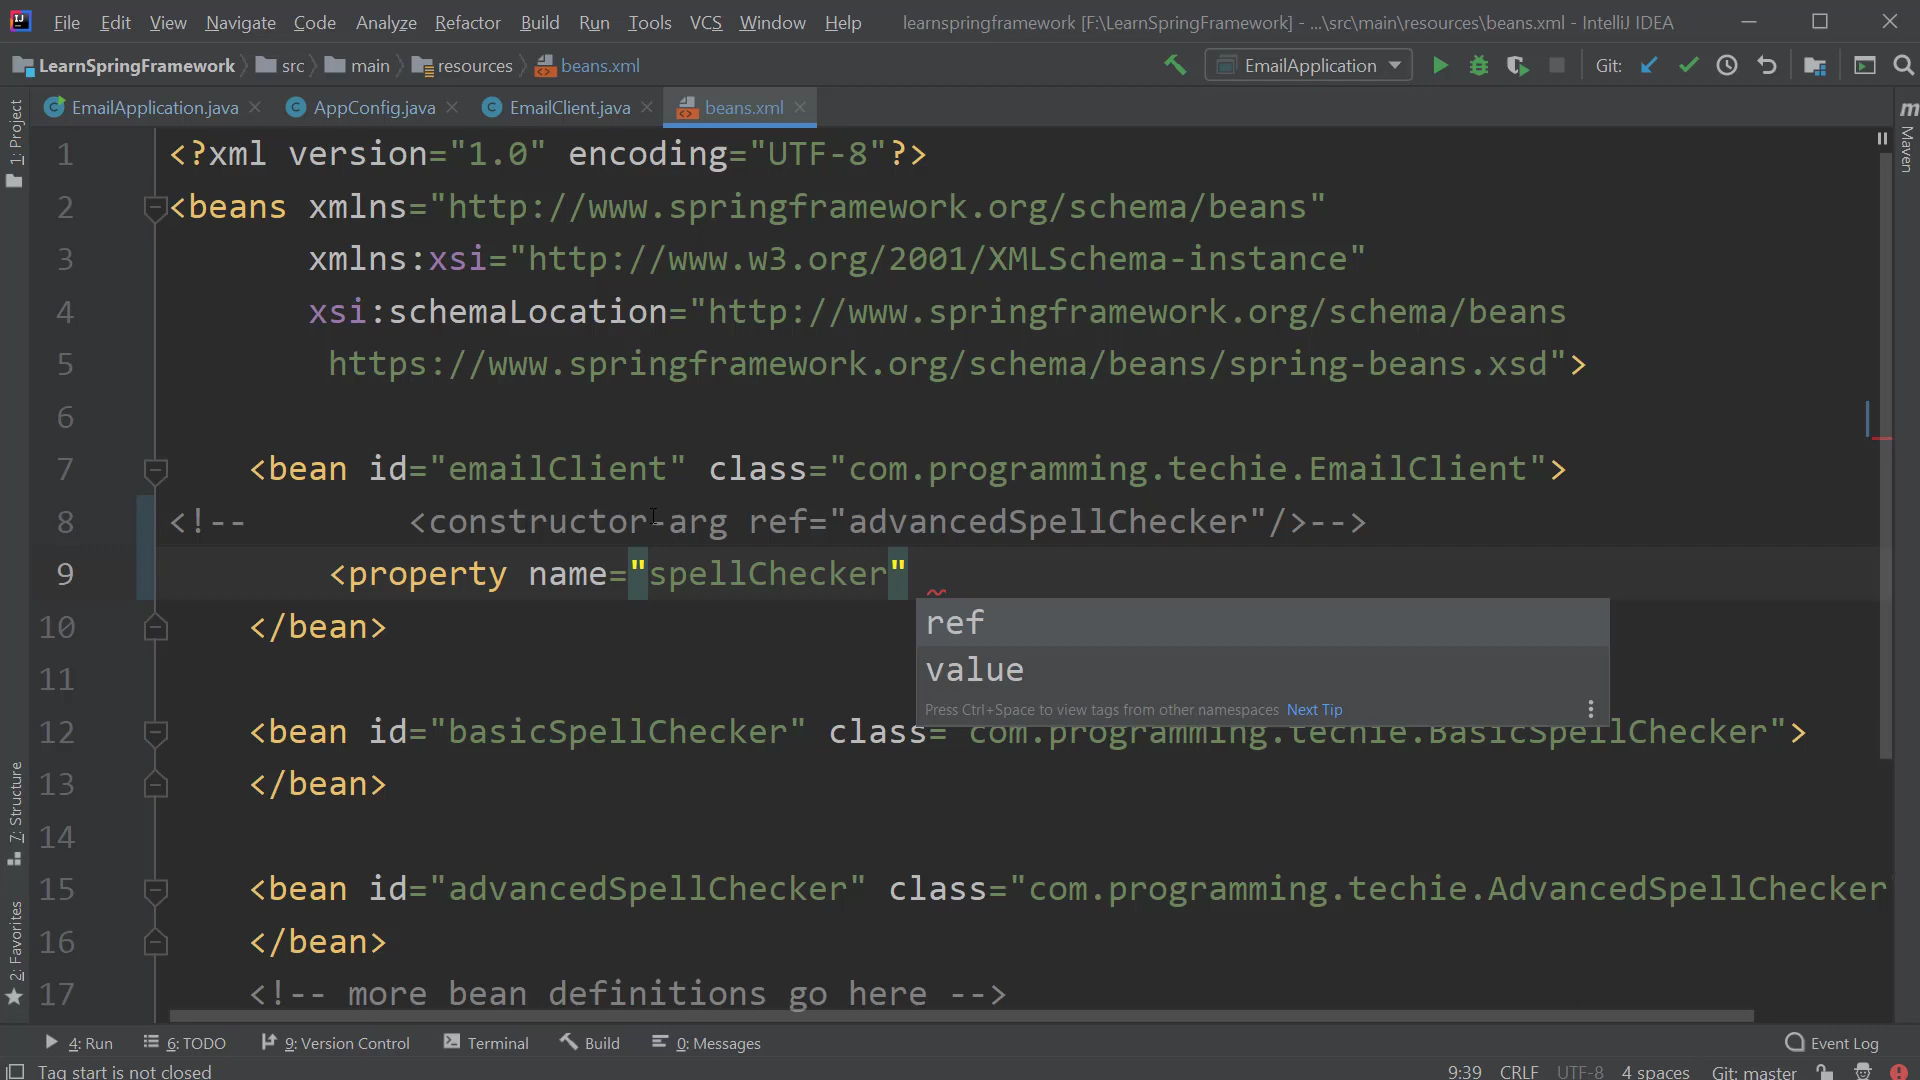 File Edit View Navigate Code Analyze Refactor Build Run Tools VCS Window Help learnspringframework [F:\LearnSpringFramework] - ...\src\main\resources\beans.xml - IntelliJ IDEA
LearnSpringFramework src main resources beans.xml EmailApplication Git:
EmailApplication.java AppConfig.java EmailClient.java beans.xml
1: Project
Maven
1 <?xml version="1.0" encoding="UTF-8"?>
2 <beans xmlns="http://www.springframework.org/schema/beans"
3 xmlns:xsi="http://www.w3.org/2001/XMLSchema-instance"
4 xsi:schemaLocation="http://www.springframework.org/schema/beans
5 https://www.springframework.org/schema/beans/spring-beans.xsd">
6
7 <bean id="emailClient" class="com.programming.techie.EmailClient">
8 <!-- <constructor-arg ref="advancedSpellChecker"/>-->
9 <property name="spellChecker"
ref
10 </bean>
value
11
Press Ctrl+Space to view tags from other namespaces Next Tip
12 <bean id="basicSpellChecker" class="com.programming.techie.BasicSpellChecker">
13 </bean>
14
15 <bean id="advancedSpellChecker" class="com.programming.techie.AdvancedSpellChecker"
16 </bean>
17 <!-- more bean definitions go here -->
7: Structure
2: Favorites
4: Run 6: TODO 9: Version Control Terminal Build 0: Messages Event Log
Tag start is not closed 9:39 CRLF UTF-8 4 spaces Git: master